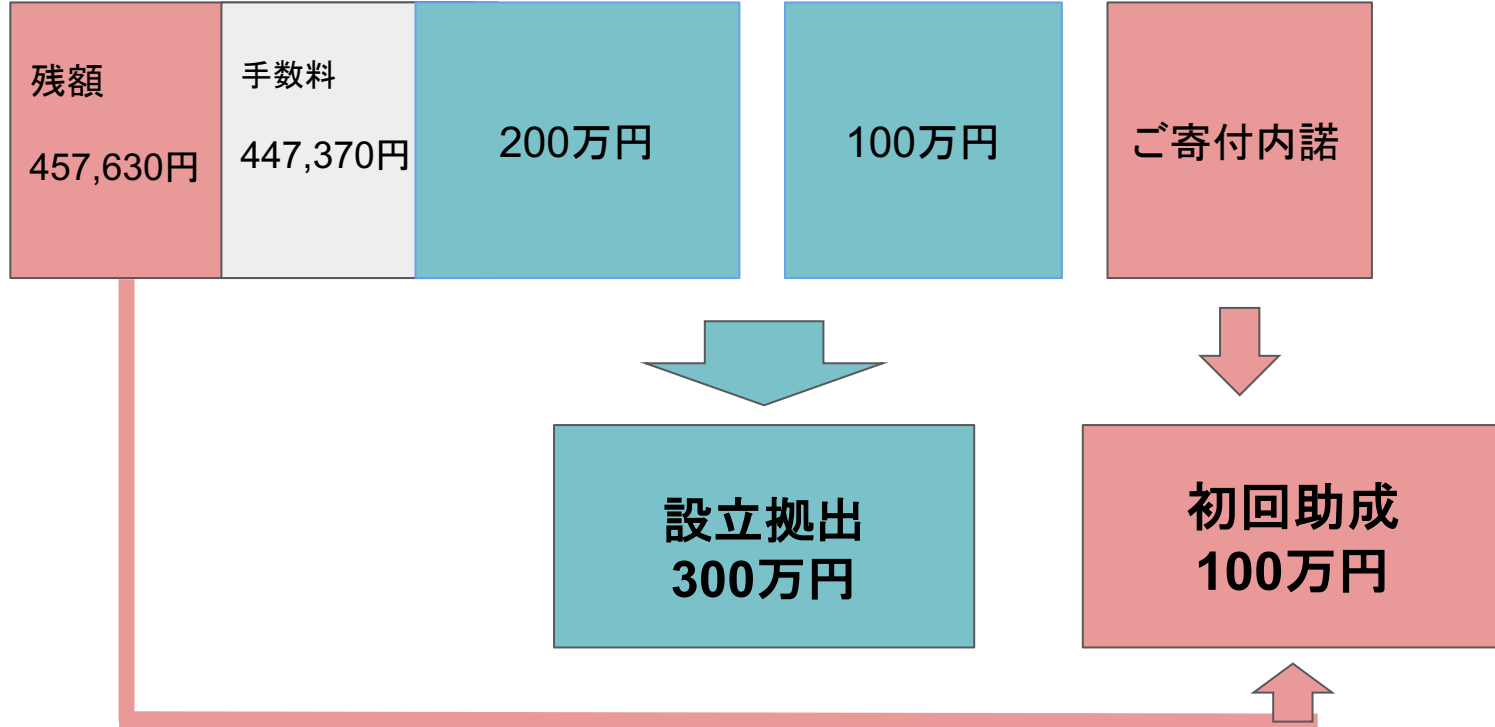 残額
457,630円
手数料
447,370円
200万円
100万円
ご寄付内諾
設立拠出
300万円
初回助成
100万円